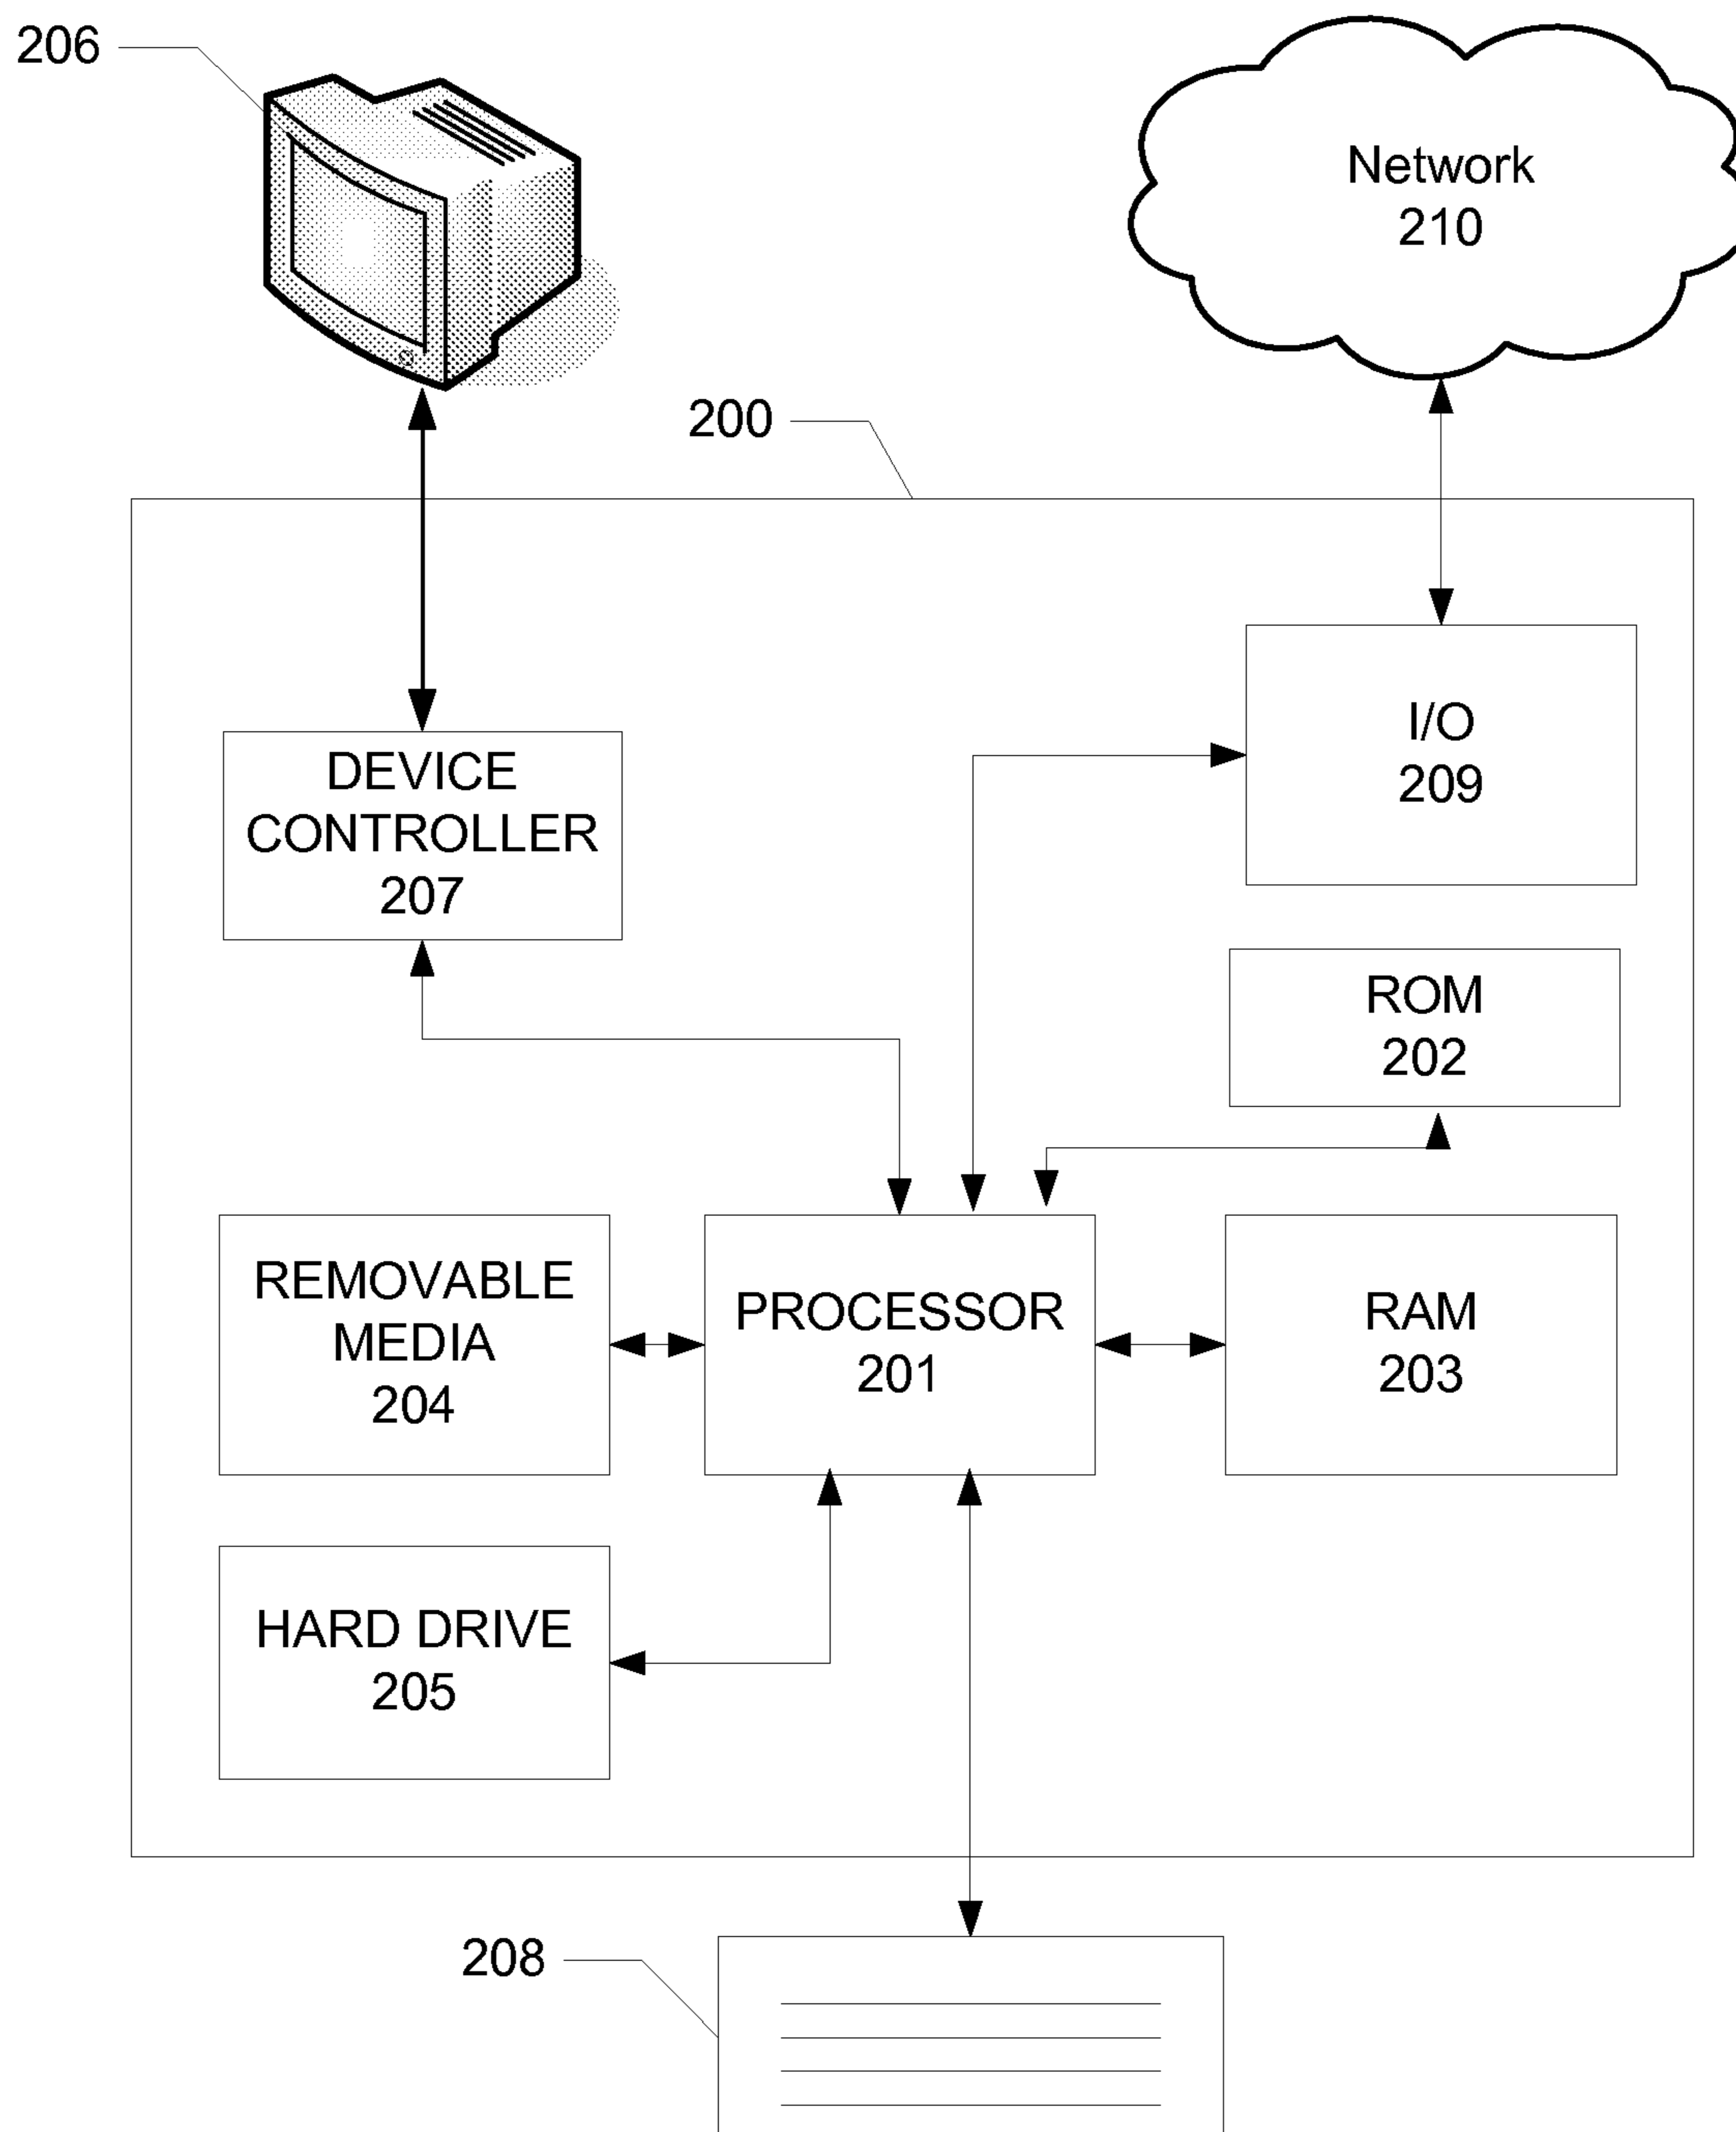 206
Network
210
200
I/O
209
DEVICE
CONTROLLER
207
ROM
202
REMOVABLE
MEDIA
204
PROCESSOR
201
RAM
203
HARD DRIVE
205
208